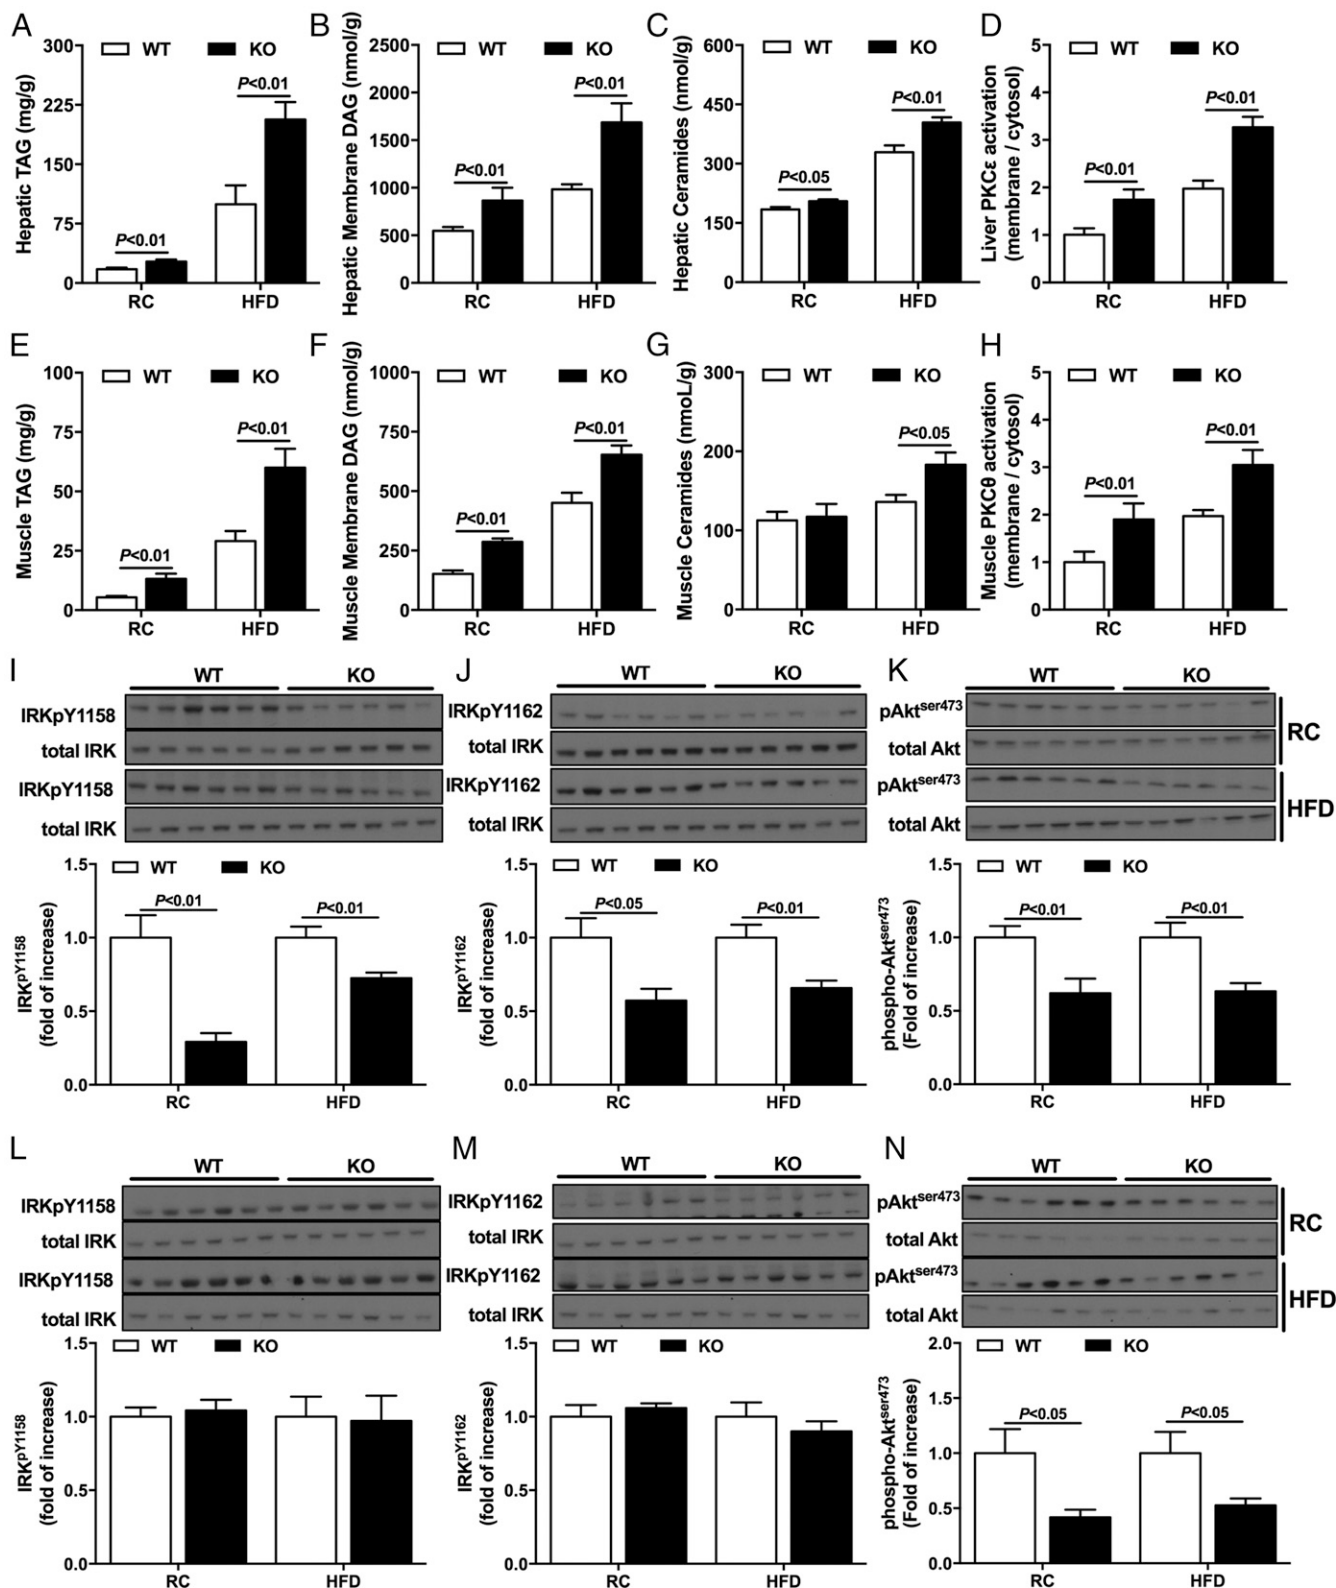 A
Hepatic TAG (mg/g)
WT KO
300
225
150
75
0
P<0.01
P<0.01
RC HFD
B
Hepatic Membrane DAG (nmol/g)
WT KO
2500
2000
1500
1000
500
0
P<0.01
P<0.01
RC HFD
C
Hepatic Ceramides (nmol/g)
WT KO
600
450
300
150
0
P<0.05
P<0.01
RC HFD
D
Liver PKCε activation
(membrane / cytosol)
WT KO
5
4
3
2
1
0
P<0.01
P<0.01
RC HFD
E
Muscle TAG (mg/g)
WT KO
100
75
50
25
0
P<0.01
P<0.01
RC HFD
F
Muscle Membrane DAG (nmol/g)
WT KO
1000
750
500
250
0
P<0.01
P<0.01
RC HFD
G
Muscle Ceramides (nmoL/g)
WT KO
300
200
100
0
P<0.05
RC HFD
H
Muscle PKCθ activation
(membrane / cytosol)
WT KO
5
4
3
2
1
0
P<0.01
P<0.01
RC HFD
I
WT KO
IRKpY1158
total IRK
IRKpY1158
total IRK
IRKpY1158
(fold of increase)
WT KO
1.5
1.0
0.5
0.0
P<0.01
P<0.01
RC HFD
J
WT KO
IRKpY1162
total IRK
IRKpY1162
total IRK
IRKpY1162
(fold of increase)
WT KO
1.5
1.0
0.5
0.0
P<0.05
P<0.01
RC HFD
K
WT KO
pAktser473
total Akt
pAktser473
total Akt
RC
HFD
phospho-Aktser473
(Fold of increase)
WT KO
1.5
1.0
0.5
0.0
P<0.01
P<0.01
RC HFD
L
WT KO
IRKpY1158
total IRK
IRKpY1158
total IRK
IRKpY1158
(fold of increase)
WT KO
1.5
1.0
0.5
0.0
RC HFD
M
WT KO
IRKpY1162
total IRK
IRKpY1162
total IRK
IRKpY1162
(fold of increase)
WT KO
1.5
1.0
0.5
0.0
RC HFD
N
WT KO
pAktser473
total Akt
pAktser473
total Akt
RC
HFD
phospho-Aktser473
(Fold of increase)
WT KO
2.0
1.5
1.0
0.5
0.0
P<0.05
P<0.05
RC HFD